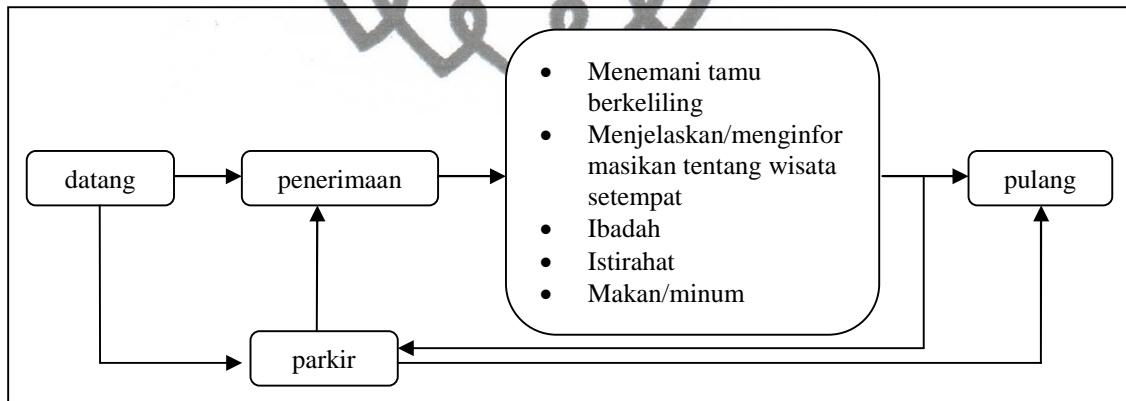 • Menemani tamu
berkeliling
• Menjelaskan/menginfor
masikan tentang wisata
setempat
• Ibadah
• Istirahat
• Makan/minum
datang
penerimaan
pulang
parkir